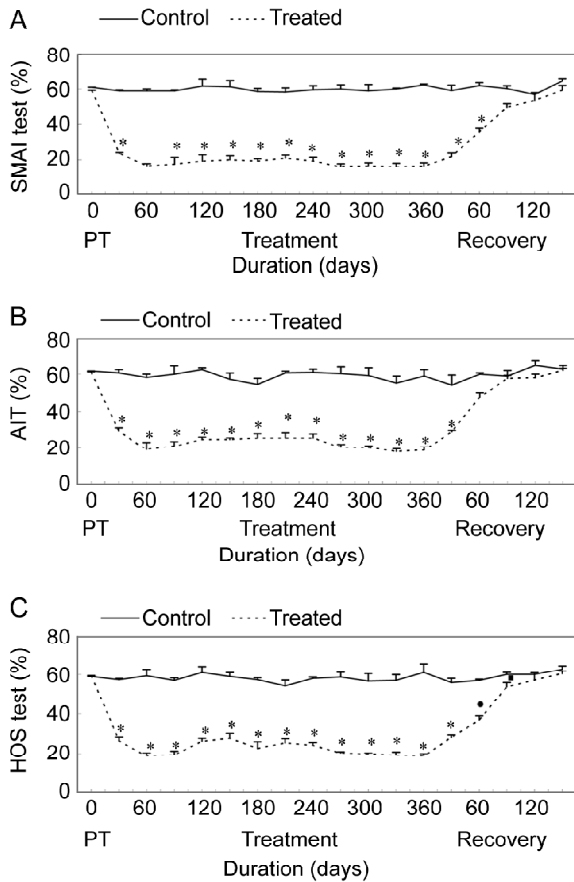 A
Control Treated
SMAI test (%)
80
60
40
20
0
0 60 120 180 240 300 360 60 120
PT Treatment Recovery
Duration (days)
* * * * * * * * * * * * * *
B
Control Treated
AIT (%)
80
60
40
20
0
0 60 120 180 240 300 360 60 120
PT Treatment Recovery
Duration (days)
* * * * * * * * * * * * *
C
Control Treated
HOS test (%)
80
60
40
20
0
0 60 120 180 240 300 360 60 120
PT Treatment Recovery
Duration (days)
* * * * * * * * * * * * *